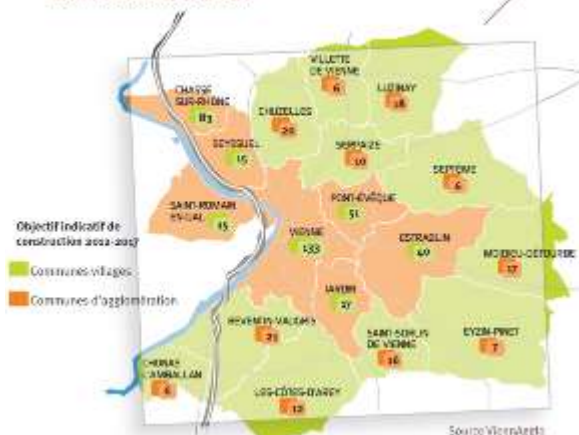 VILLETTE
DE VIENNE
6
LUZINAY
18
CHASSE
SUR-RHÔNE
83
CHUZELLES
20
SEYSSUEL
15
SERPAIZE
10
SEPTÈME
6
SAINT-ROMAIN
EN-GAL
15
PONT-ÉVÊQUE
51
VIENNE
133
ESTRABLIN
40
MOIDIEU-DÉTOURBE
17
JARDIN
17
Objectif indicatif de
construction 2012-2017
Communes villages
Communes d'agglomération
REVENTIN-VAUGRIS
21
SAINT-SORLIN
DE VIENNE
16
EYZIN-PINET
7
CHONAS
L'AMBALLAN
6
LES-CÔTES-D'AREY
12
Source ViennAgglo